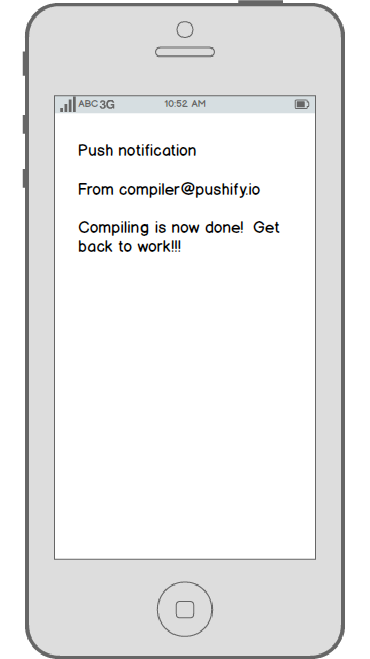 ABC 3G 10:52 AM
Push notification
From compiler@pushify.io
Compiling is now done!  Get
back to work!!!